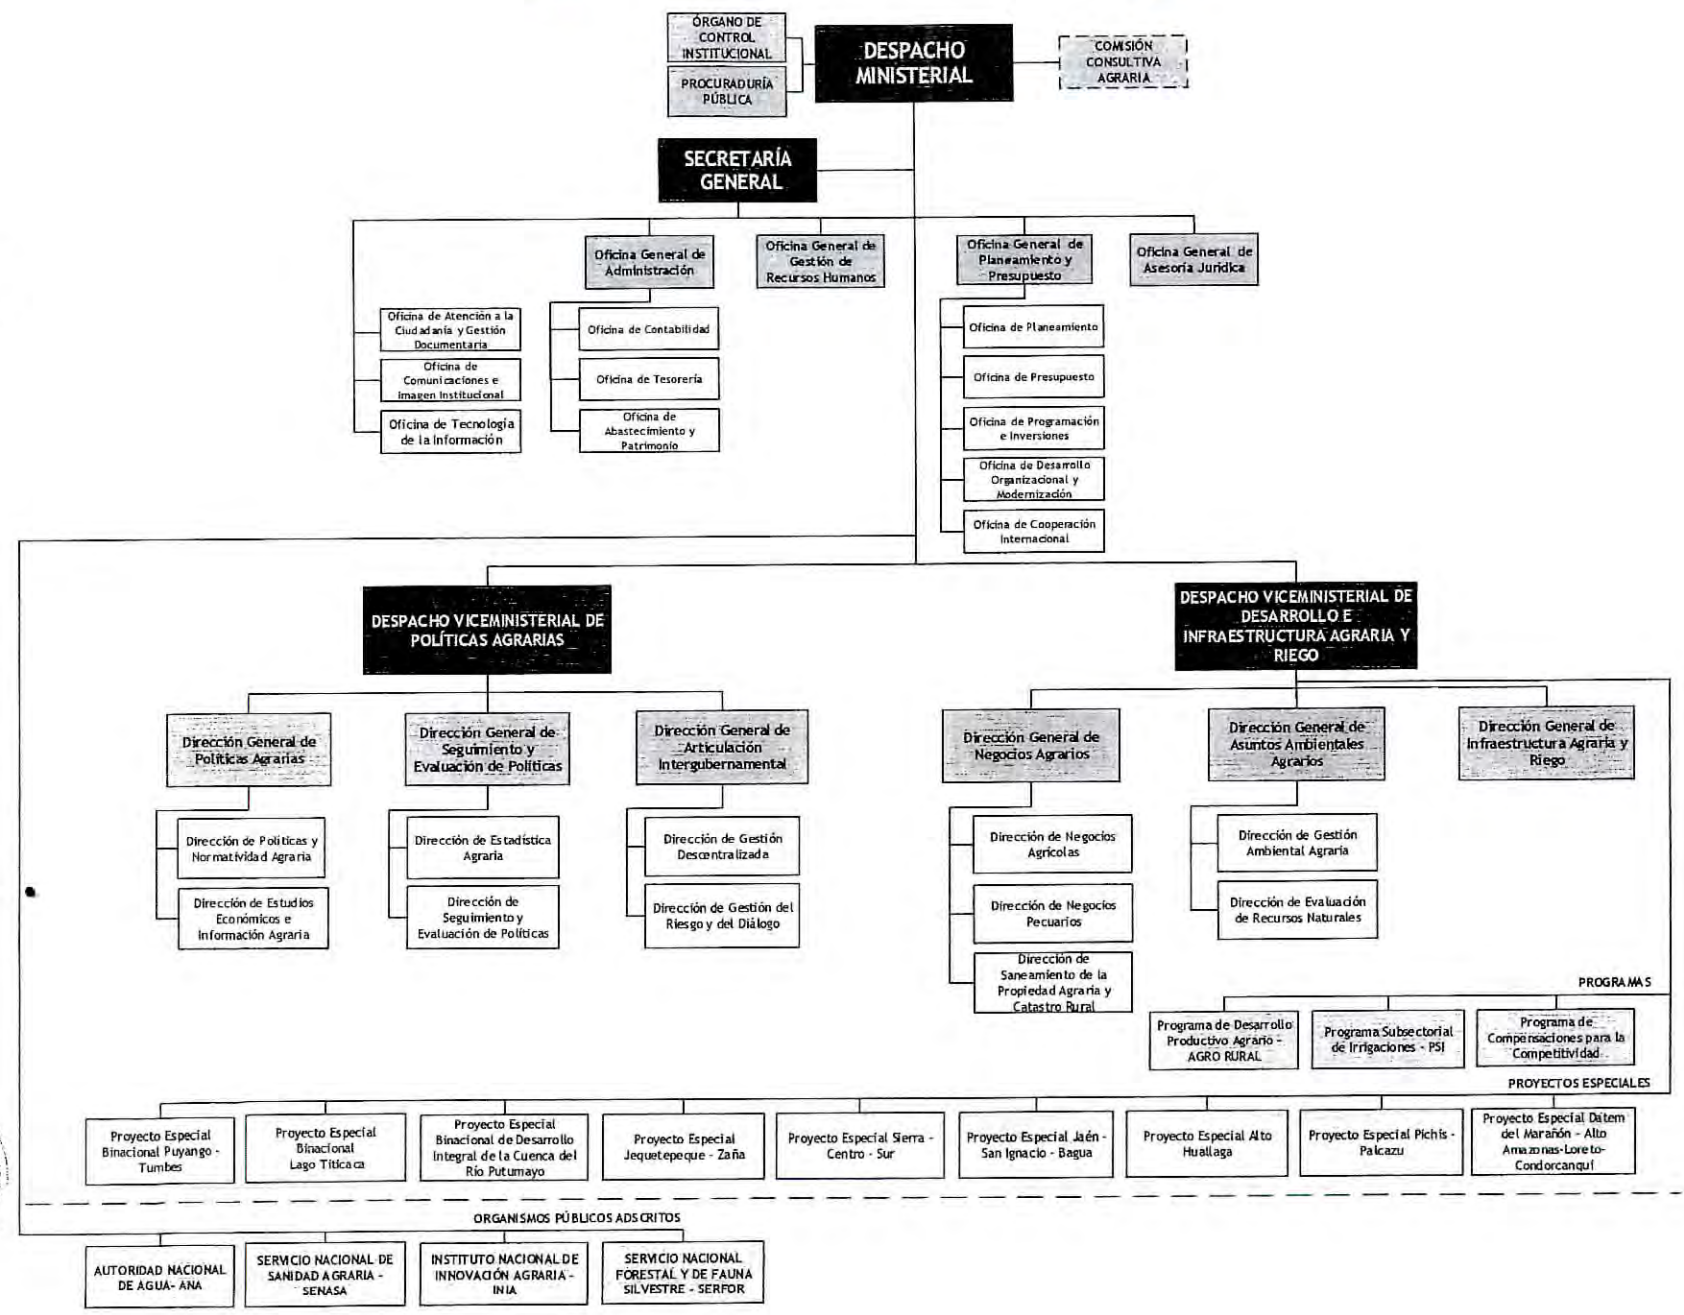 ÓRGANO DE
CONTROL
INSTITUCIONAL
PROCURADURÍA
PÚBLICA
DESPACHO
MINISTERIAL
COMISIÓN
CONSULTIVA
AGRARIA
SECRETARÍA
GENERAL
Oficina General de
Administración
Oficina General de
Gestión de
Recursos Humanos
Oficina General de
Planeamiento y
Presupuesto
Oficina General de
Asesoría Jurídica
Oficina de Atención a la
Ciudadanía y Gestión
Documentaria
Oficina de
Comunicaciones e
Imagen Institucional
Oficina de Tecnología
de la Información
Oficina de Contabilidad
Oficina de Tesorería
Oficina de
Abastecimiento y
Patrimonio
Oficina de Planeamiento
Oficina de Presupuesto
Oficina de Programación
e Inversiones
Oficina de Desarrollo
Organizacional y
Modernización
Oficina de Cooperación
Internacional
DESPACHO VICEMINISTERIAL DE
POLÍTICAS AGRARIAS
DESPACHO VICEMINISTERIAL DE
DESARROLLO E
INFRAESTRUCTURA AGRARIA Y
RIEGO
Dirección General de
Políticas Agrarias
Dirección General de
Seguimiento y
Evaluación de Políticas
Dirección General de
Articulación
Intergubernamental
Dirección General de
Negocios Agrarios
Dirección General de
Asuntos Ambientales
Agrarios
Dirección General de
Infraestructura Agraria y
Riego
Dirección de Políticas y
Normatividad Agraria
Dirección de Estudios
Económicos e
Información Agraria
Dirección de Estadística
Agraria
Dirección de
Seguimiento y
Evaluación de Políticas
Dirección de Gestión
Descentralizada
Dirección de Gestión del
Riesgo y del Diálogo
Dirección de Negocios
Agrícolas
Dirección de Negocios
Pecuarios
Dirección de
Saneamiento de la
Propiedad Agraria y
Catastro Rural
Dirección de Gestión
Ambiental Agraria
Dirección de Evaluación
de Recursos Naturales
PROGRAMAS
Programa de Desarrollo
Productivo Agrario -
AGRO RURAL
Programa Subsectorial
de Irrigaciones - PSI
Programa de
Compensaciones para la
Competitividad
PROYECTOS ESPECIALES
Proyecto Especial
Binacional Puyango -
Tumbes
Proyecto Especial
Binacional
Lago Titicaca
Proyecto Especial
Binacional de Desarrollo
Integral de la Cuenca del
Río Putumayo
Proyecto Especial
Jequetepeque - Zaña
Proyecto Especial Sierra -
Centro - Sur
Proyecto Especial Jaén -
San Ignacio - Bagua
Proyecto Especial Alto
Huallaga
Proyecto Especial Pichis -
Palcazu
Proyecto Especial Datem
del Marañón - Alto
Amazonas-Loreto-
Condorcanqui
ORGANISMOS PÚBLICOS ADSCRITOS
AUTORIDAD NACIONAL
DE AGUA- ANA
SERVICIO NACIONAL DE
SANIDAD AGRARIA -
SENASA
INSTITUTO NACIONAL DE
INNOVACIÓN AGRARIA -
INIA
SERVICIO NACIONAL
FORESTAL Y DE FAUNA
SILVESTRE - SERFOR